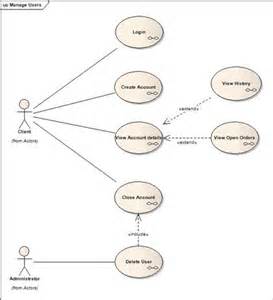 uc Manage Users
Login
Create Account
View History
«extend»
Client
(from Actors)
View Account details
«extend»
View Open Orders
Close Account
«include»
Administrator
(from Actors)
Delete User